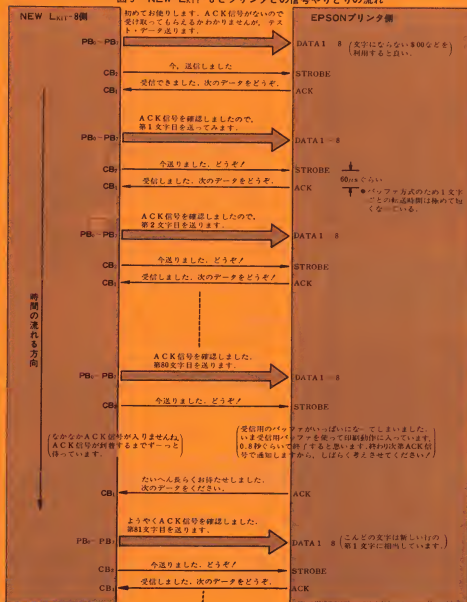 図5 NEW LKIT-8とプリンタとの信号やりとりの流れ
NEW LKIT-8側
EPSONプリンタ側
初めてお使りします．ACK信号がないので
受け取ってもらえるかわかりませんが，テス
ト・データ送ります．
PB₀-PB₇
DATA1 8
(文字にならない$00などを
利用すると良い．)
今，送信しました
CB₂
STROBE
受信できました，次のデータをどうぞ．
CB₁
ACK
ACK信号を確認しましたので，
第1文字目を送ってみます．
PB₀-PB₇
DATA1 8
今送りました，どうぞ！
CB₂
STROBE
60μsぐらい
受信しました，次のデータをどうぞ．
CB₁
ACK
●バッファ方式のため1文字
ごとの転送時間は極めて短
くな ている．
ACK信号を確認しましたので，
第2文字目を送ります．
PB₀-PB₇
DATA1 8
今送りました，どうぞ！
CB₂
STROBE
受信しました，次のデータをどうぞ！
CB₁
ACK
時間の流れる方向
ACK信号を確認しました．
第80文字目を送ります．
PB₀-PB₇
DATA1 8
今送りました，どうぞ！
CB₂
STROBE
(なかなかACK信号が入りませんね，
ACK信号が到着するまでずーっと
待っています．)
(受信用のバッファがいっぱいにな てしまいました．
いま受信用バッファを使って印刷動作に入っています．
0.8秒ぐらいで終了すると思います．終わり次第ACK信
号で通知しますから，しばらく考えさせてください！)
たいへん長らくお待たせしました．
次のデータをください．
CB₁
ACK
ようやくACK信号を確認しました．
第81文字目を送ります．
PB₀-PB₇
DATA1 8
(こんどの文字は新しい行の
第1文字に相当しています．)
今送りました，どうぞ！
CB₂
STROBE
受信しました，次のデータをどうぞ．
CB₁
ACK